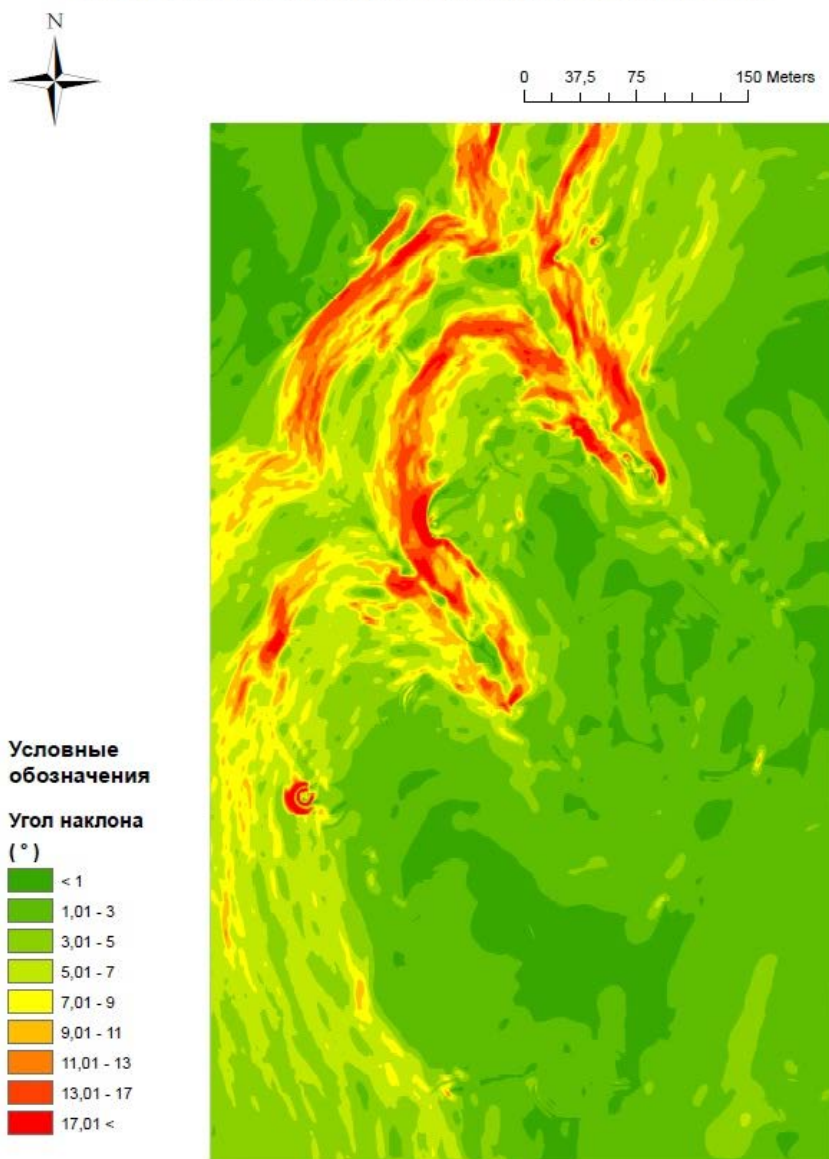 N
0 37,5 75 150 Meters
Условные
обозначения
Угол наклона
( ° )
< 1
1,01 - 3
3,01 - 5
5,01 - 7
7,01 - 9
9,01 - 11
11,01 - 13
13,01 - 17
17,01 <